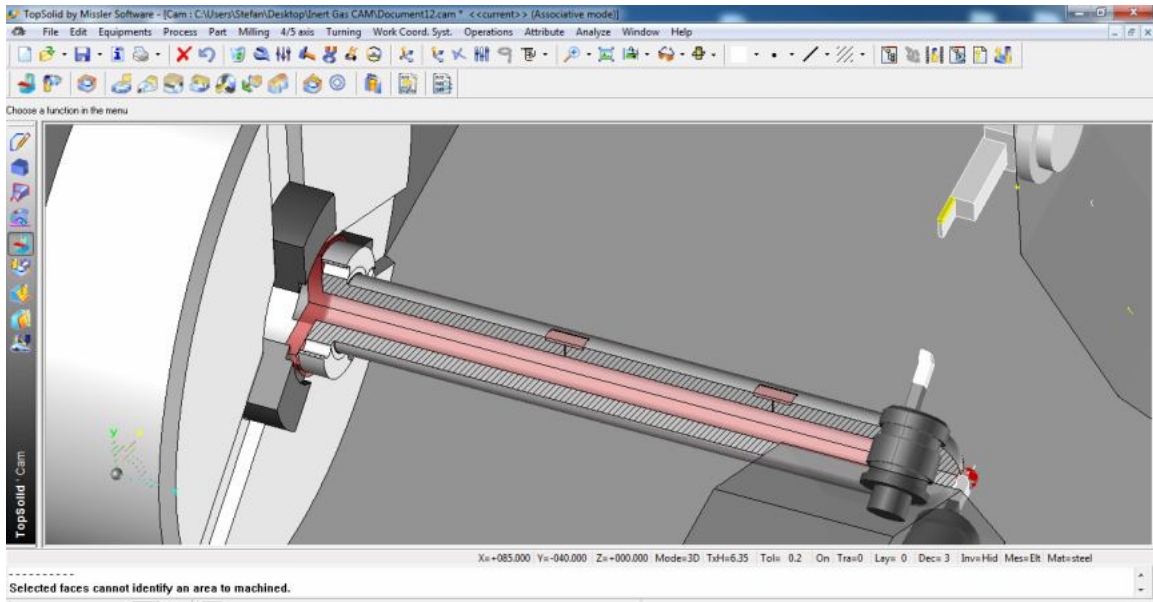 TopSolid by Missler Software - [Cam : C:\Users\Stefan\Desktop\Inert Gas CAM\Document12.cam * <<current>> (Associative mode)]
File Edit Equipments Process Part Milling 4/5 axis Turning Work Coord. Syst. Operations Attribute Analyze Window Help
Choose a function in the menu
TopSolid'Cam
y
x
X=+085.000 Y=-040.000 Z=+000.000 Mode=3D TxH=6.35 Tol= 0.2 On Tra=0 Lay= 0 Dec= 3 Inv=Hid Mes=Elt Mat=steel
----------
Selected faces cannot identify an area to machined.